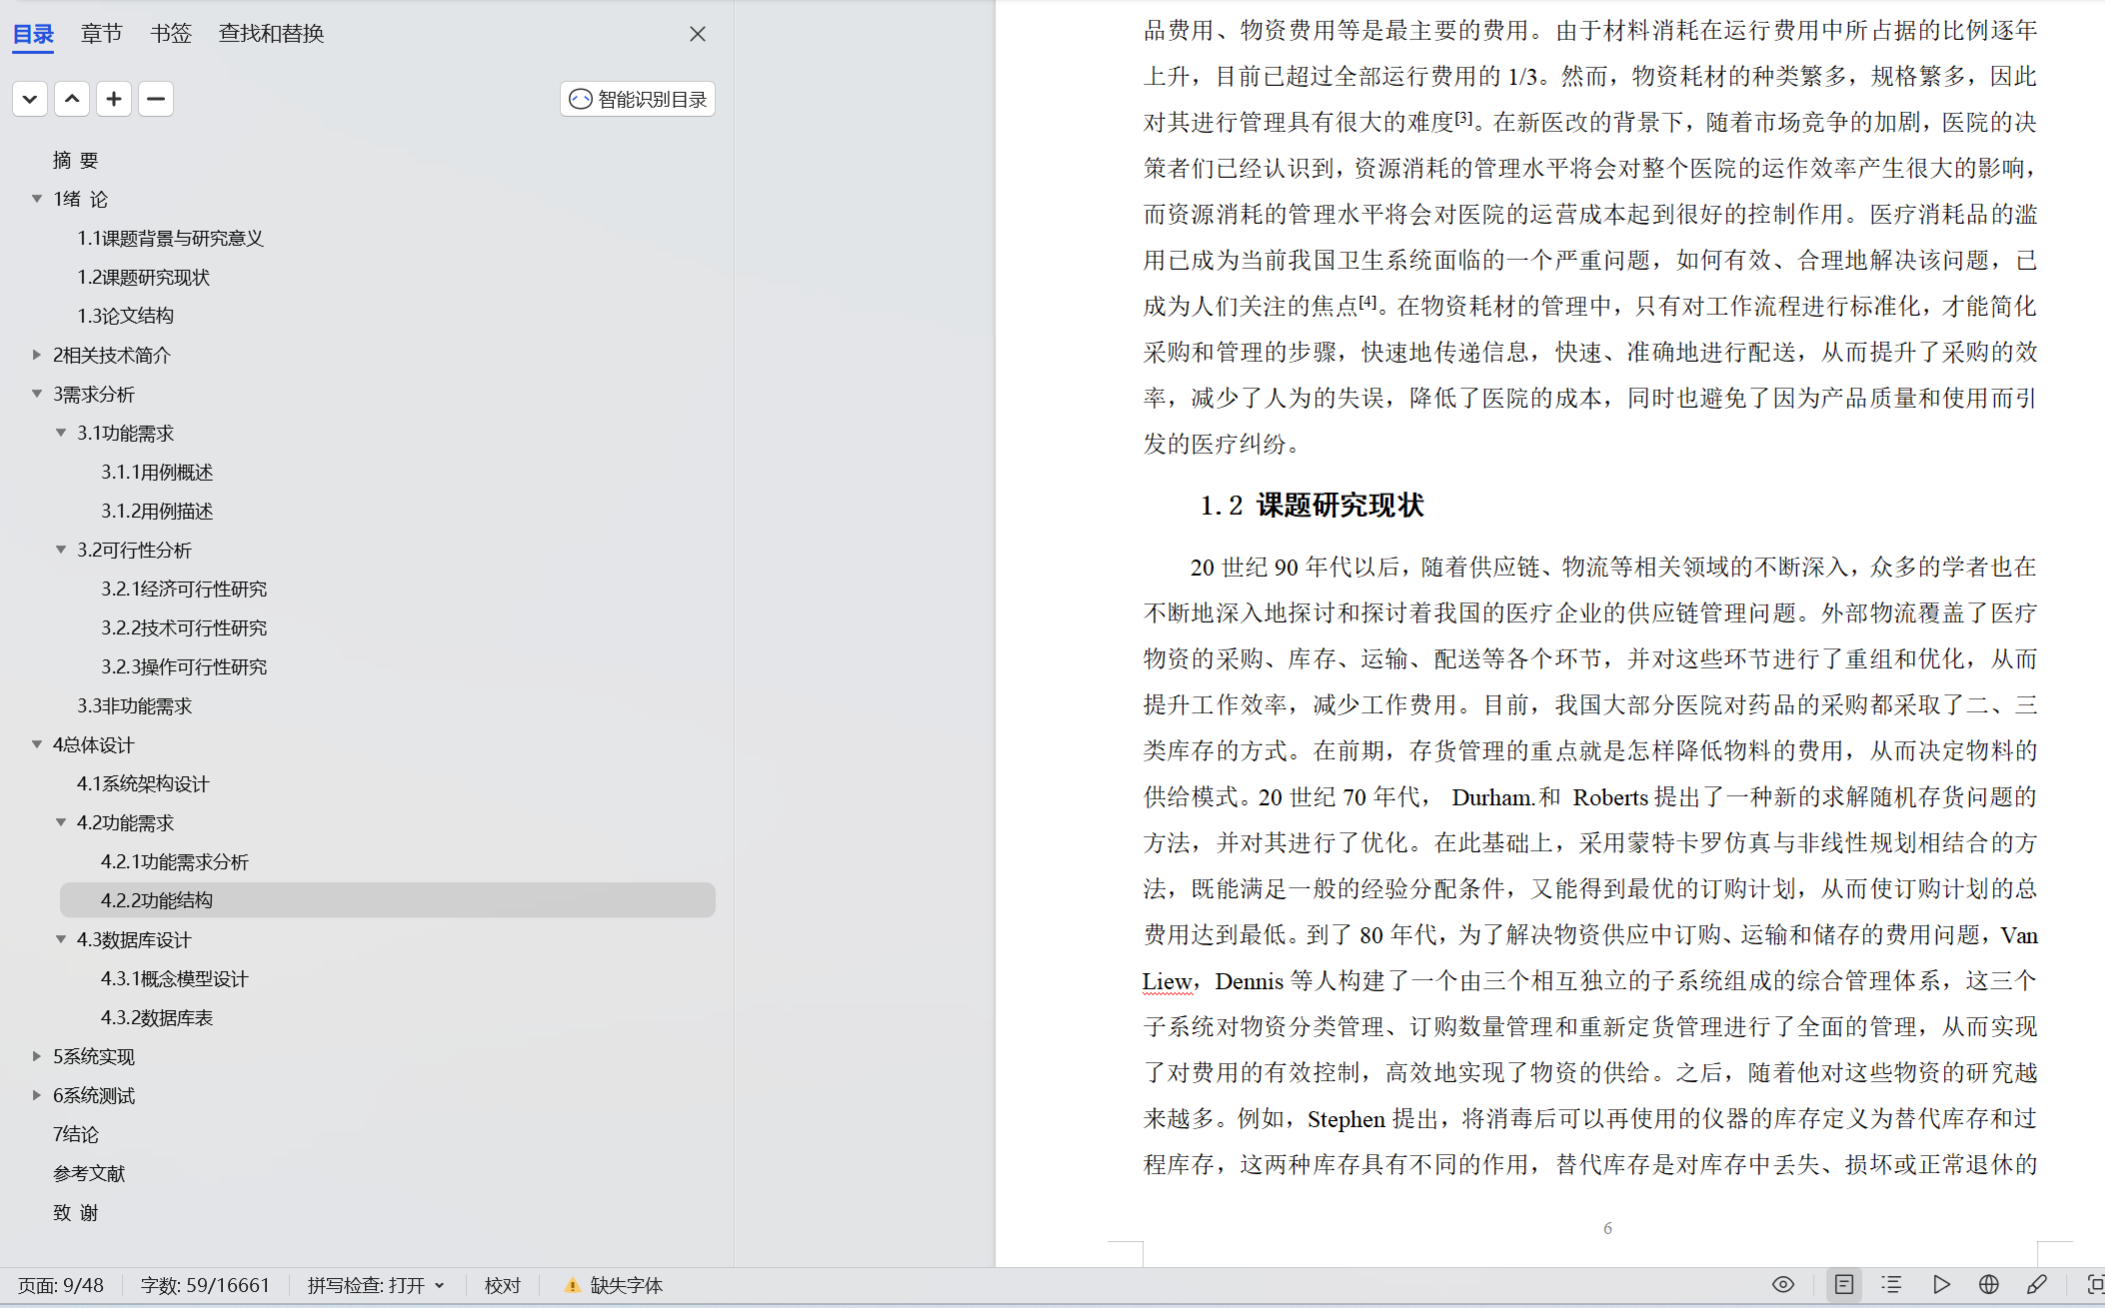 目录 章节 书签 查找和替换
智能识别目录
摘 要
1绪 论
1.1课题背景与研究意义
1.2课题研究现状
1.3论文结构
2相关技术简介
3需求分析
3.1功能需求
3.1.1用例概述
3.1.2用例描述
3.2可行性分析
3.2.1经济可行性研究
3.2.2技术可行性研究
3.2.3操作可行性研究
3.3非功能需求
4总体设计
4.1系统架构设计
4.2功能需求
4.2.1功能需求分析
4.2.2功能结构
4.3数据库设计
4.3.1概念模型设计
4.3.2数据库表
5系统实现
6系统测试
7结论
参考文献
致 谢
品费用、物资费用等是最主要的费用。由于材料消耗在运行费用中所占据的比例逐年
上升，目前已超过全部运行费用的 1/3。然而，物资耗材的种类繁多，规格繁多，因此
对其进行管理具有很大的难度[3]。在新医改的背景下，随着市场竞争的加剧，医院的决
策者们已经认识到，资源消耗的管理水平将会对整个医院的运作效率产生很大的影响，
而资源消耗的管理水平将会对医院的运营成本起到很好的控制作用。医疗消耗品的滥
用已成为当前我国卫生系统面临的一个严重问题，如何有效、合理地解决该问题，已
成为人们关注的焦点[4]。在物资耗材的管理中，只有对工作流程进行标准化，才能简化
采购和管理的步骤，快速地传递信息，快速、准确地进行配送，从而提升了采购的效
率，减少了人为的失误，降低了医院的成本，同时也避免了因为产品质量和使用而引
发的医疗纠纷。
1.2 课题研究现状
20 世纪 90 年代以后，随着供应链、物流等相关领域的不断深入，众多的学者也在
不断地深入地探讨和探讨着我国的医疗企业的供应链管理问题。外部物流覆盖了医疗
物资的采购、库存、运输、配送等各个环节，并对这些环节进行了重组和优化，从而
提升工作效率，减少工作费用。目前，我国大部分医院对药品的采购都采取了二、三
类库存的方式。在前期，存货管理的重点就是怎样降低物料的费用，从而决定物料的
供给模式。20 世纪 70 年代， Durham.和 Roberts 提出了一种新的求解随机存货问题的
方法，并对其进行了优化。在此基础上，采用蒙特卡罗仿真与非线性规划相结合的方
法，既能满足一般的经验分配条件，又能得到最优的订购计划，从而使订购计划的总
费用达到最低。到了 80 年代，为了解决物资供应中订购、运输和储存的费用问题，Van
Liew，Dennis 等人构建了一个由三个相互独立的子系统组成的综合管理体系，这三个
子系统对物资分类管理、订购数量管理和重新定货管理进行了全面的管理，从而实现
了对费用的有效控制，高效地实现了物资的供给。之后，随着他对这些物资的研究越
来越多。例如，Stephen 提出，将消毒后可以再使用的仪器的库存定义为替代库存和过
程库存，这两种库存具有不同的作用，替代库存是对库存中丢失、损坏或正常退休的
6
页面: 9/48 字数: 59/16661 拼写检查: 打开 校对 缺失字体